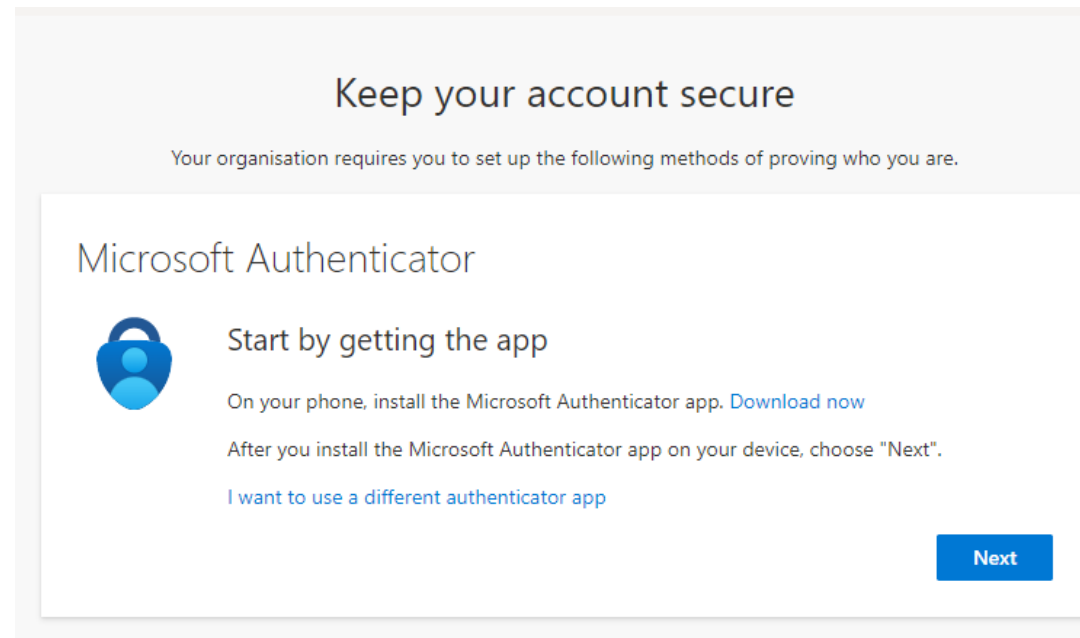 Keep your account secure
Your organisation requires you to set up the following methods of proving who you are.
Microsoft Authenticator
Start by getting the app
On your phone, install the Microsoft Authenticator app. Download now
After you install the Microsoft Authenticator app on your device, choose "Next".
I want to use a different authenticator app
Next